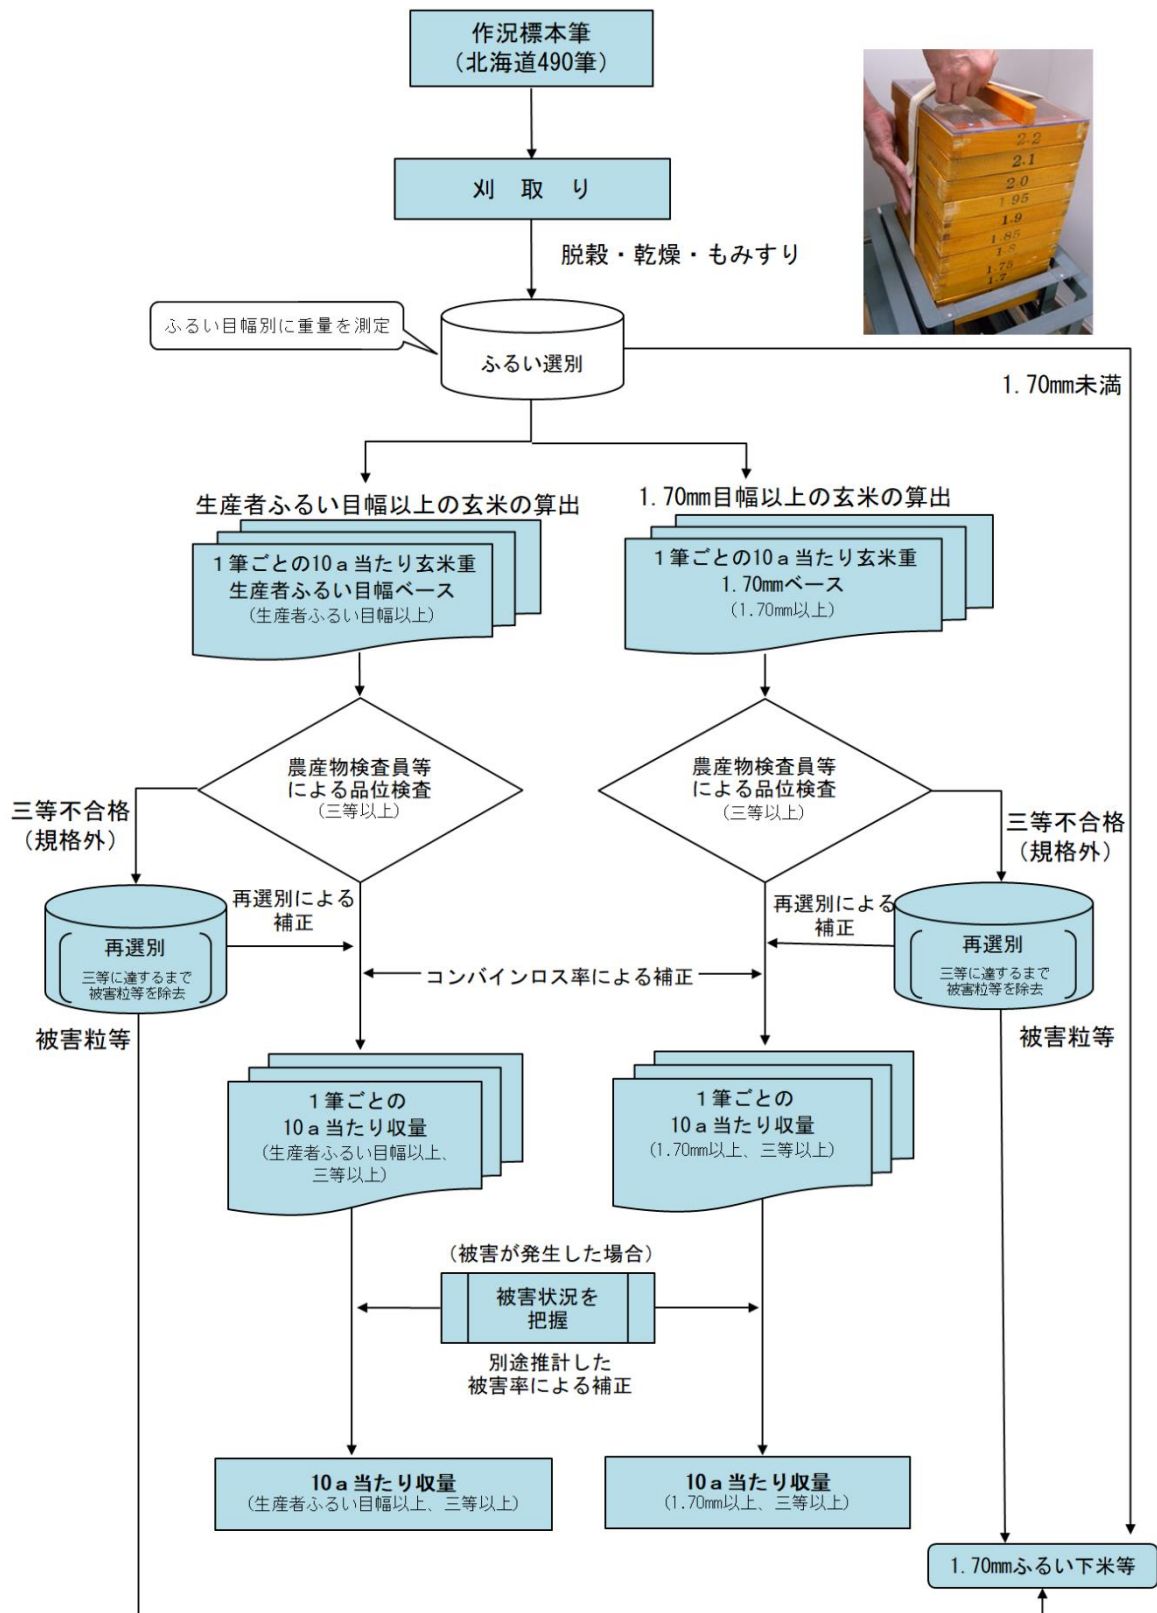 作況標本筆
（北海道490筆）
刈　取　り
脱穀・乾燥・もみすり
2.2
2.1
2.0
1.95
1.9
1.85
1.8
1.75
1.7
ふるい目幅別に重量を測定
ふるい選別
1.70㎜未満
生産者ふるい目幅以上の玄米の算出
1.70㎜目幅以上の玄米の算出
１筆ごとの10ａ当たり玄米重
生産者ふるい目幅ベース
（生産者ふるい目幅以上）
１筆ごとの10ａ当たり玄米重
1.70㎜ベース
（1.70㎜以上）
農産物検査員等
による品位検査
（三等以上）
農産物検査員等
による品位検査
（三等以上）
三等不合格
（規格外）
三等不合格
（規格外）
再選別による
補正
再選別による
補正
再選別
三等に達するまで
被害粒等を除去
再選別
三等に達するまで
被害粒等を除去
コンバインロス率による補正
被害粒等
被害粒等
１筆ごとの
10ａ当たり収量
（生産者ふるい目幅以上、
三等以上）
１筆ごとの
10ａ当たり収量
（1.70㎜以上、三等以上）
（被害が発生した場合）
被害状況を
把握
別途推計した
被害率による補正
10ａ当たり収量
（生産者ふるい目幅以上、三等以上）
10ａ当たり収量
（1.70㎜以上、三等以上）
1.70㎜ふるい下米等